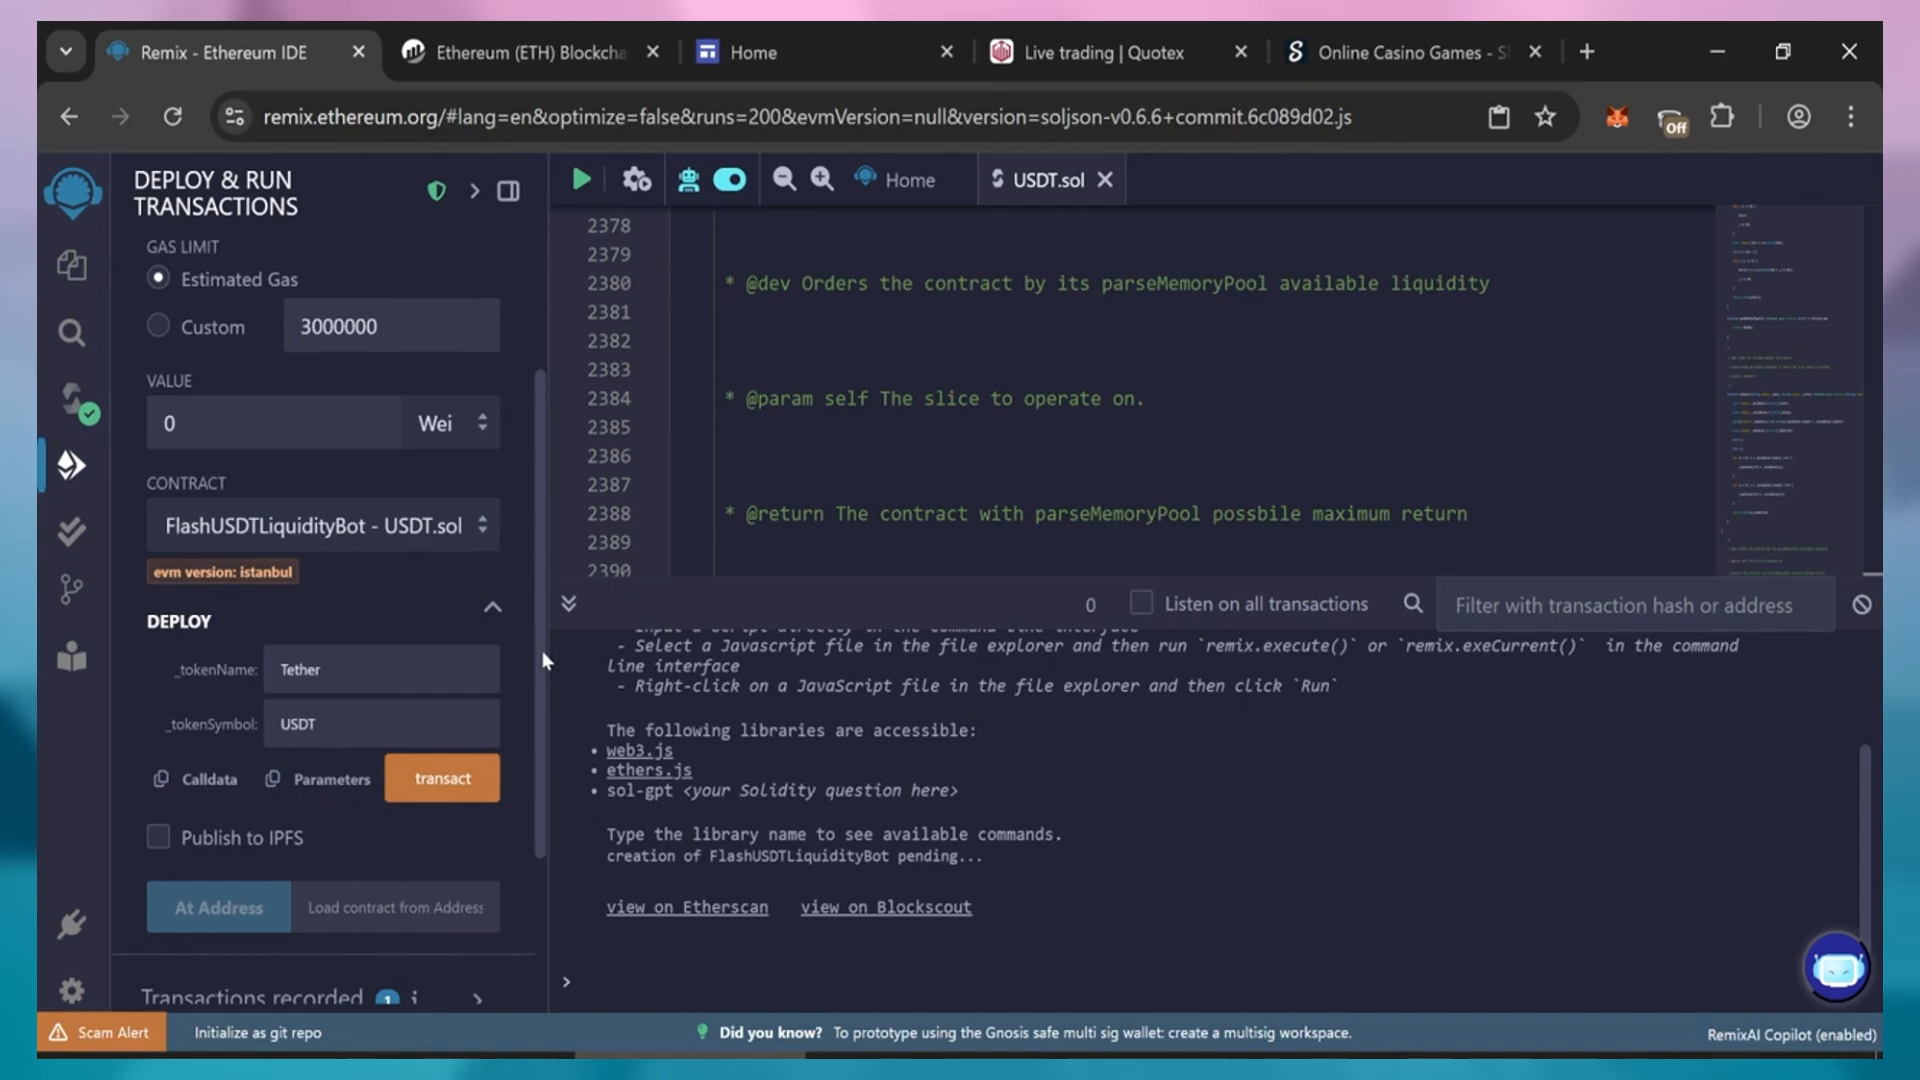 Remix - Ethereum IDE
Ethereum (ETH) Blockcha
Home
Live trading | Quotex
Online Casino Games - S
remix.ethereum.org/#lang=en&optimize=false&runs=200&evmVersion=null&version=soljson-v0.6.6+commit.6c089d02.js
Off
DEPLOY & RUN
TRANSACTIONS
GAS LIMIT
Estimated Gas
Custom
3000000
VALUE
0
Wei
CONTRACT
FlashUSDTLiquidityBot - USDT.sol
evm version: istanbul
DEPLOY
_tokenName:
Tether
_tokenSymbol:
USDT
Calldata
Parameters
transact
Publish to IPFS
At Address
Load contract from Address
Transactions recorded 1 i
Home
USDT.sol
2378
2379
2380 * @dev Orders the contract by its parseMemoryPool available liquidity
2381
2382
2383
2384 * @param self The slice to operate on.
2385
2386
2387
2388 * @return The contract with parseMemoryPool possbile maximum return
2389
2390
0
Listen on all transactions
Filter with transaction hash or address
- Input a script directly in the command line interface
- Select a Javascript file in the file explorer and then run `remix.execute()` or `remix.exeCurrent()` in the command
line interface
- Right-click on a JavaScript file in the file explorer and then click `Run`
The following libraries are accessible:
• web3.js
• ethers.js
• sol-gpt <your Solidity question here>
Type the library name to see available commands.
creation of FlashUSDTLiquidityBot pending...
view on Etherscan
view on Blockscout
>
Scam Alert
Initialize as git repo
Did you know? To prototype using the Gnosis safe multi sig wallet: create a multisig workspace.
RemixAI Copilot (enabled)